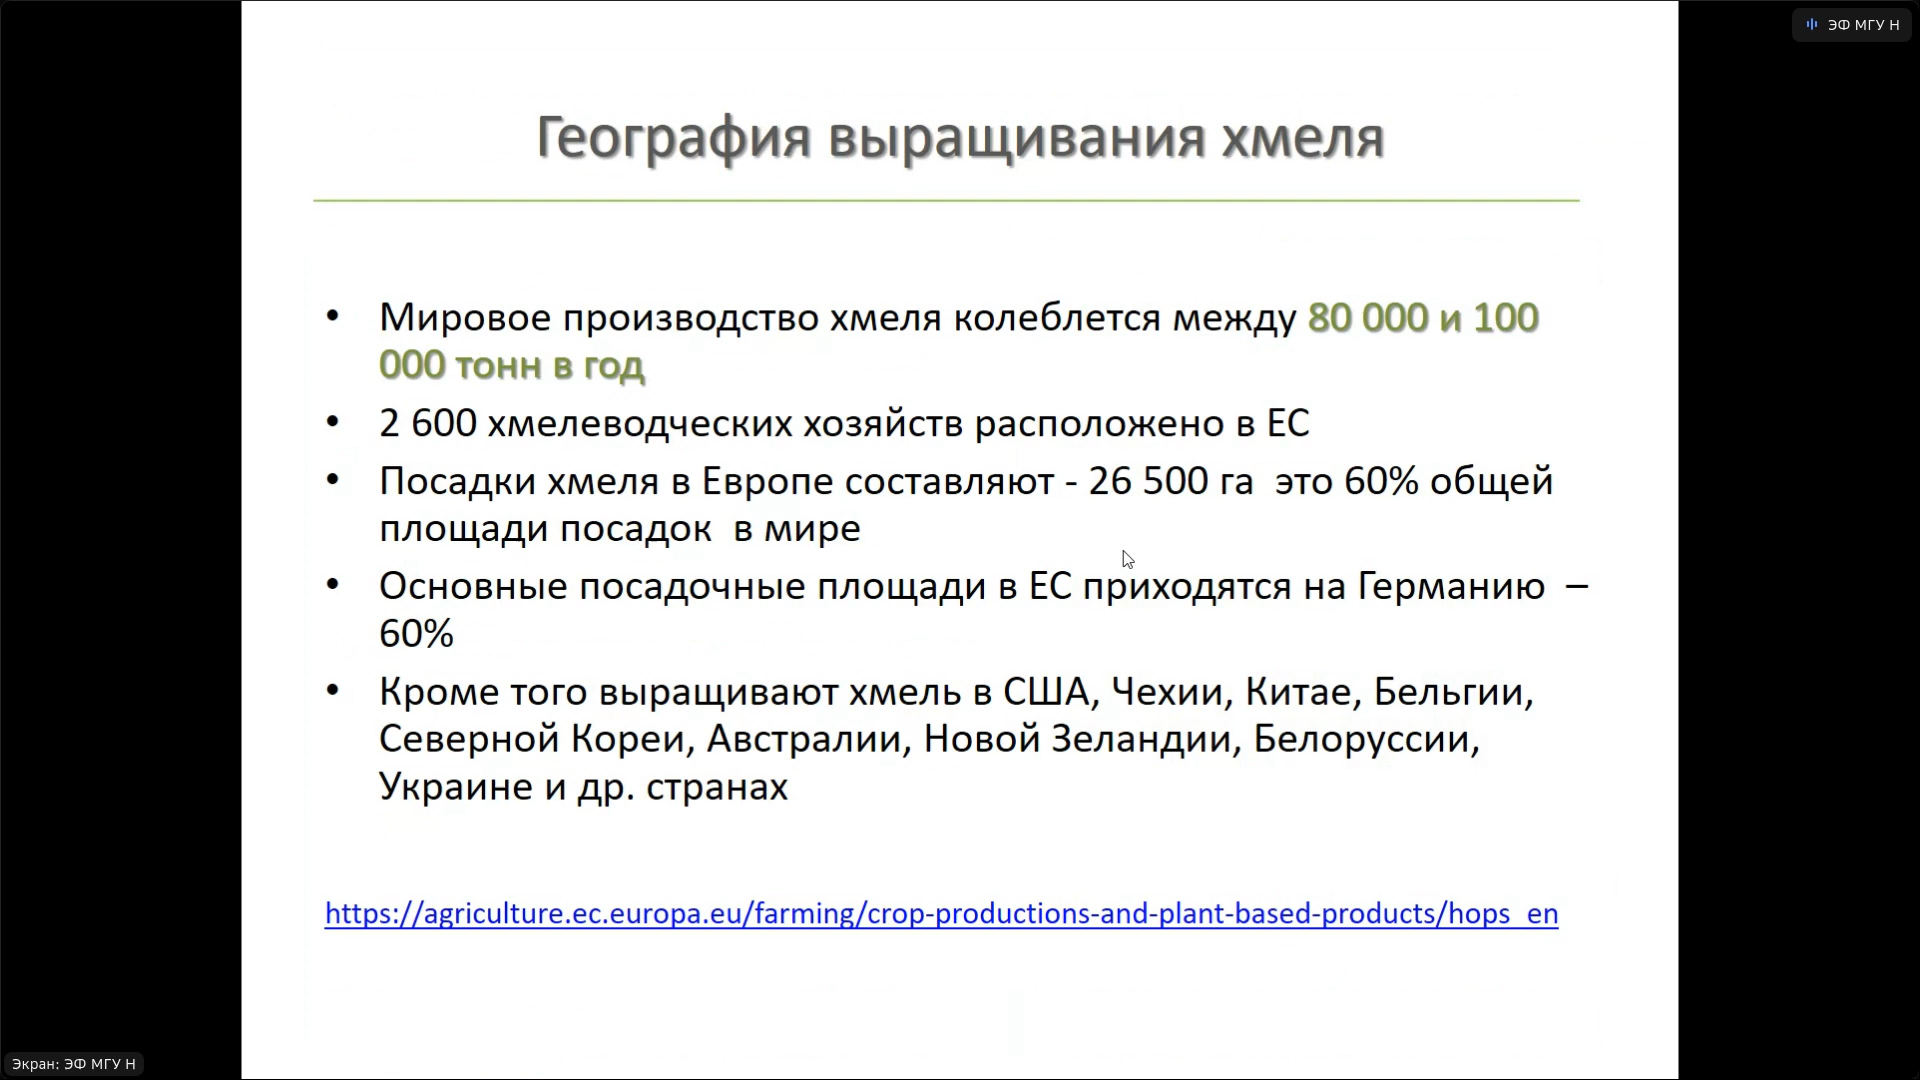 ЭФ МГУ Н
География выращивания хмеля
• Мировое производство хмеля колеблется между 80 000 и 100
000 тонн в год
• 2 600 хмелеводческих хозяйств расположено в ЕС
• Посадки хмеля в Европе составляют - 26 500 га  это 60% общей
площади посадок  в мире
• Основные посадочные площади в ЕС приходятся на Германию  –
60%
• Кроме того выращивают хмель в США, Чехии, Китае, Бельгии,
Северной Кореи, Австралии, Новой Зеландии, Белоруссии,
Украине и др. странах
https://agriculture.ec.europa.eu/farming/crop-productions-and-plant-based-products/hops_en
Экран: ЭФ МГУ Н